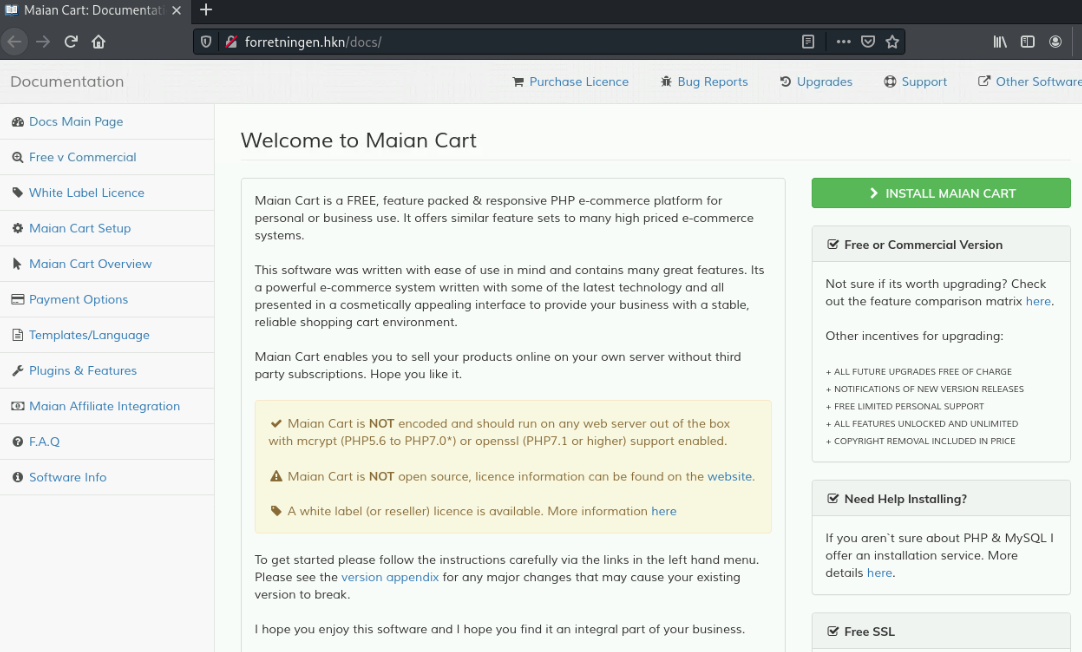 Maian Cart: Documentati
forretningen.hkn/docs/
Documentation
Purchase Licence
Bug Reports
Upgrades
Support
Other Software
Docs Main Page
Free v Commercial
White Label Licence
Maian Cart Setup
Maian Cart Overview
Payment Options
Templates/Language
Plugins & Features
Maian Affiliate Integration
F.A.Q
Software Info
Welcome to Maian Cart
Maian Cart is a FREE, feature packed & responsive PHP e-commerce platform for
personal or business use. It offers similar feature sets to many high priced e-commerce
systems.
This software was written with ease of use in mind and contains many great features. Its
a powerful e-commerce system written with some of the latest technology and all
presented in a cosmetically appealing interface to provide your business with a stable,
reliable shopping cart environment.
Maian Cart enables you to sell your products online on your own server without third
party subscriptions. Hope you like it.
Maian Cart is NOT encoded and should run on any web server out of the box
with mcrypt (PHP5.6 to PHP7.0*) or openssl (PHP7.1 or higher) support enabled.
Maian Cart is NOT open source, licence information can be found on the website.
A white label (or reseller) licence is available. More information here
To get started please follow the instructions carefully via the links in the left hand menu.
Please see the version appendix for any major changes that may cause your existing
version to break.
I hope you enjoy this software and I hope you find it an integral part of your business.
INSTALL MAIAN CART
Free or Commercial Version
Not sure if its worth upgrading? Check
out the feature comparison matrix here.
Other incentives for upgrading:
+ ALL FUTURE UPGRADES FREE OF CHARGE
+ NOTIFICATIONS OF NEW VERSION RELEASES
+ FREE LIMITED PERSONAL SUPPORT
+ ALL FEATURES UNLOCKED AND UNLIMITED
+ COPYRIGHT REMOVAL INCLUDED IN PRICE
Need Help Installing?
If you aren`t sure about PHP & MySQL I
offer an installation service. More
details here.
Free SSL